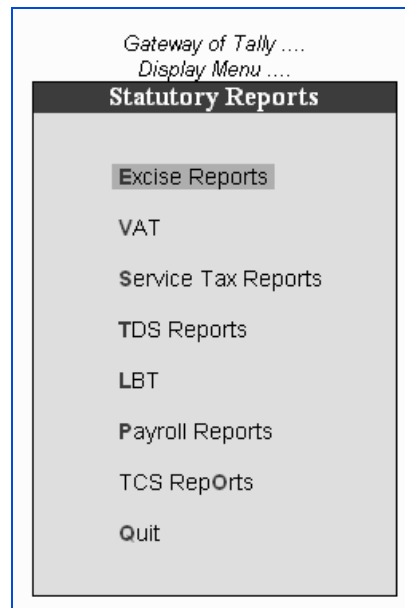 Gateway of Tally ....
Display Menu ....
Statutory Reports
Excise Reports
VAT
Service Tax Reports
TDS Reports
LBT
Payroll Reports
TCS RepOrts
Quit